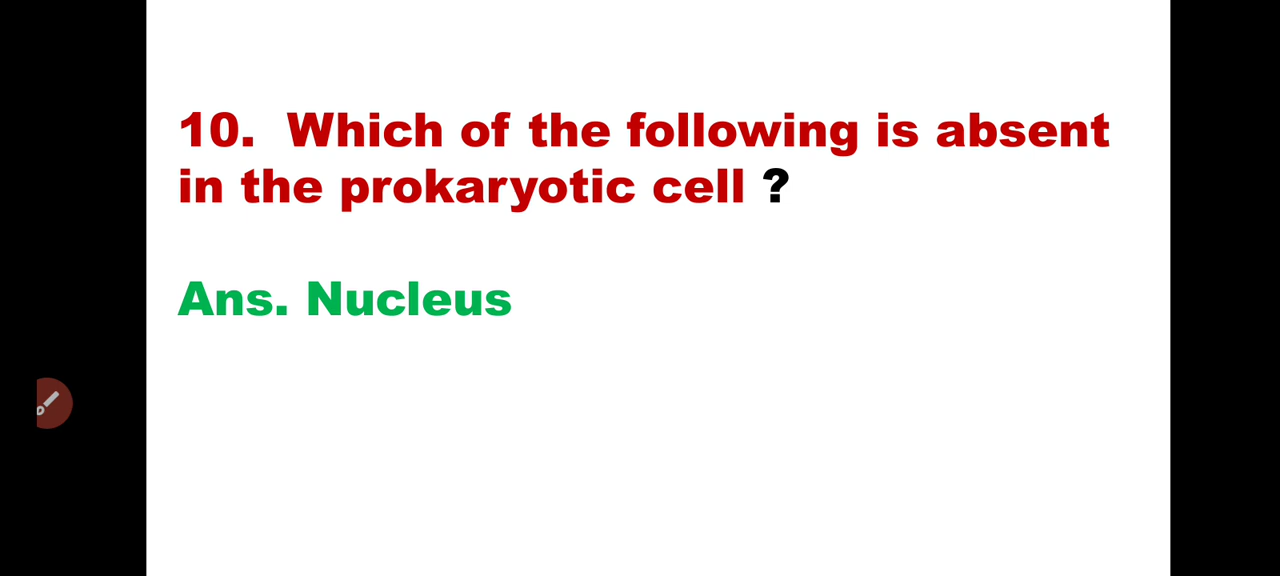 10. Which of the following is absent
in the prokaryotic cell ?
Ans. Nucleus